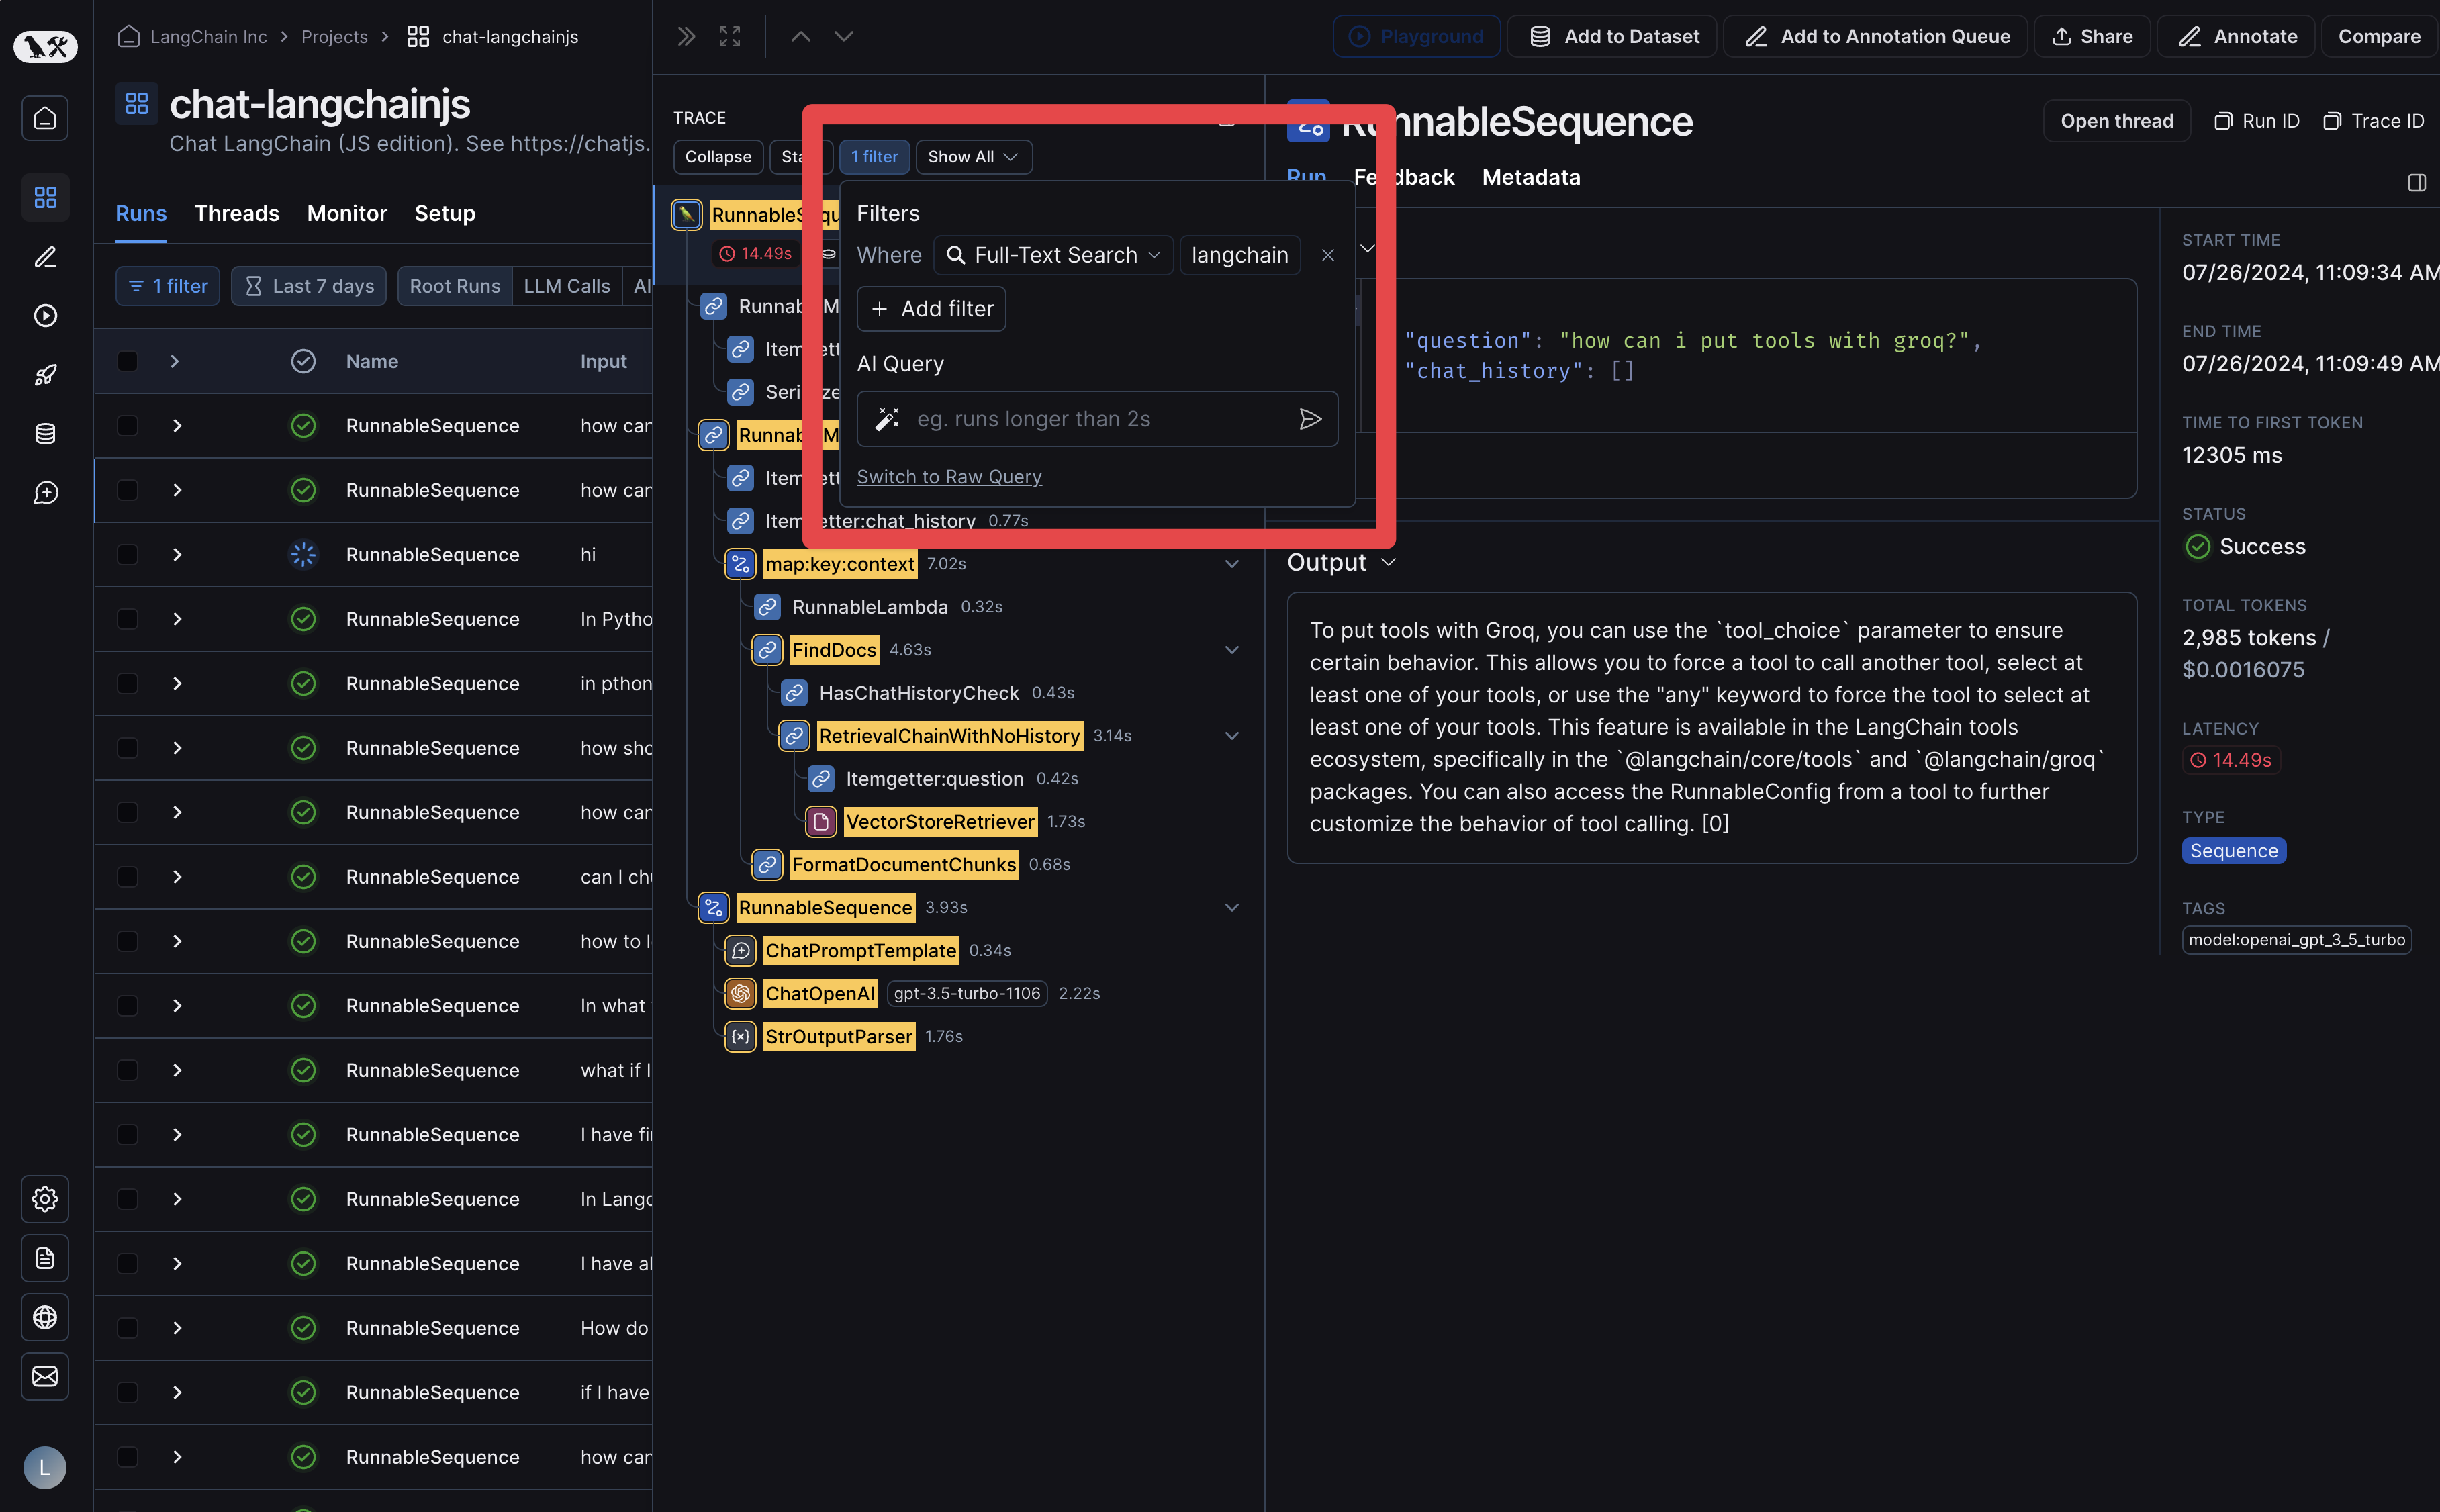 LangChain Inc > Projects > chat-langchainjs
chat-langchainjs
Chat LangChain (JS edition). See https://chatjs.
Runs Threads Monitor Setup
1 filter Last 7 days Root Runs LLM Calls
Name Input
RunnableSequence how can
RunnableSequence how can
RunnableSequence hi
RunnableSequence In Pytho
RunnableSequence in pthon
RunnableSequence how sho
RunnableSequence how can
RunnableSequence can I ch
RunnableSequence how to l
RunnableSequence In what
RunnableSequence what if I
RunnableSequence I have fi
RunnableSequence In Langc
RunnableSequence I have al
RunnableSequence How do
RunnableSequence if I have
RunnableSequence how can
L
Playground Add to Dataset Add to Annotation Queue Share Annotate Compare
TRACE
Collapse Sta 1 filter Show All
RunnableSequ
14.49s
Filters
Where Full-Text Search langchain
Add filter
AI Query
eg. runs longer than 2s
Switch to Raw Query
Itemgetter:chat_history 0.77s
map:key:context 7.02s
RunnableLambda 0.32s
FindDocs 4.63s
HasChatHistoryCheck 0.43s
RetrievalChainWithNoHistory 3.14s
Itemgetter:question 0.42s
VectorStoreRetriever 1.73s
FormatDocumentChunks 0.68s
RunnableSequence 3.93s
ChatPromptTemplate 0.34s
ChatOpenAI gpt-3.5-turbo-1106 2.22s
StrOutputParser 1.76s
RunnableSequence
Open thread Run ID Trace ID
Run Feedback Metadata
"question": "how can i put tools with groq?",
"chat_history": []
Output
To put tools with Groq, you can use the `tool_choice` parameter to ensure
certain behavior. This allows you to force a tool to call another tool, select at
least one of your tools, or use the "any" keyword to force the tool to select at
least one of your tools. This feature is available in the LangChain tools
ecosystem, specifically in the `@langchain/core/tools` and `@langchain/groq`
packages. You can also access the RunnableConfig from a tool to further
customize the behavior of tool calling. [0]
START TIME
07/26/2024, 11:09:34 AM
END TIME
07/26/2024, 11:09:49 AM
TIME TO FIRST TOKEN
12305 ms
STATUS
Success
TOTAL TOKENS
2,985 tokens /
$0.0016075
LATENCY
14.49s
TYPE
Sequence
TAGS
model:openai_gpt_3_5_turbo